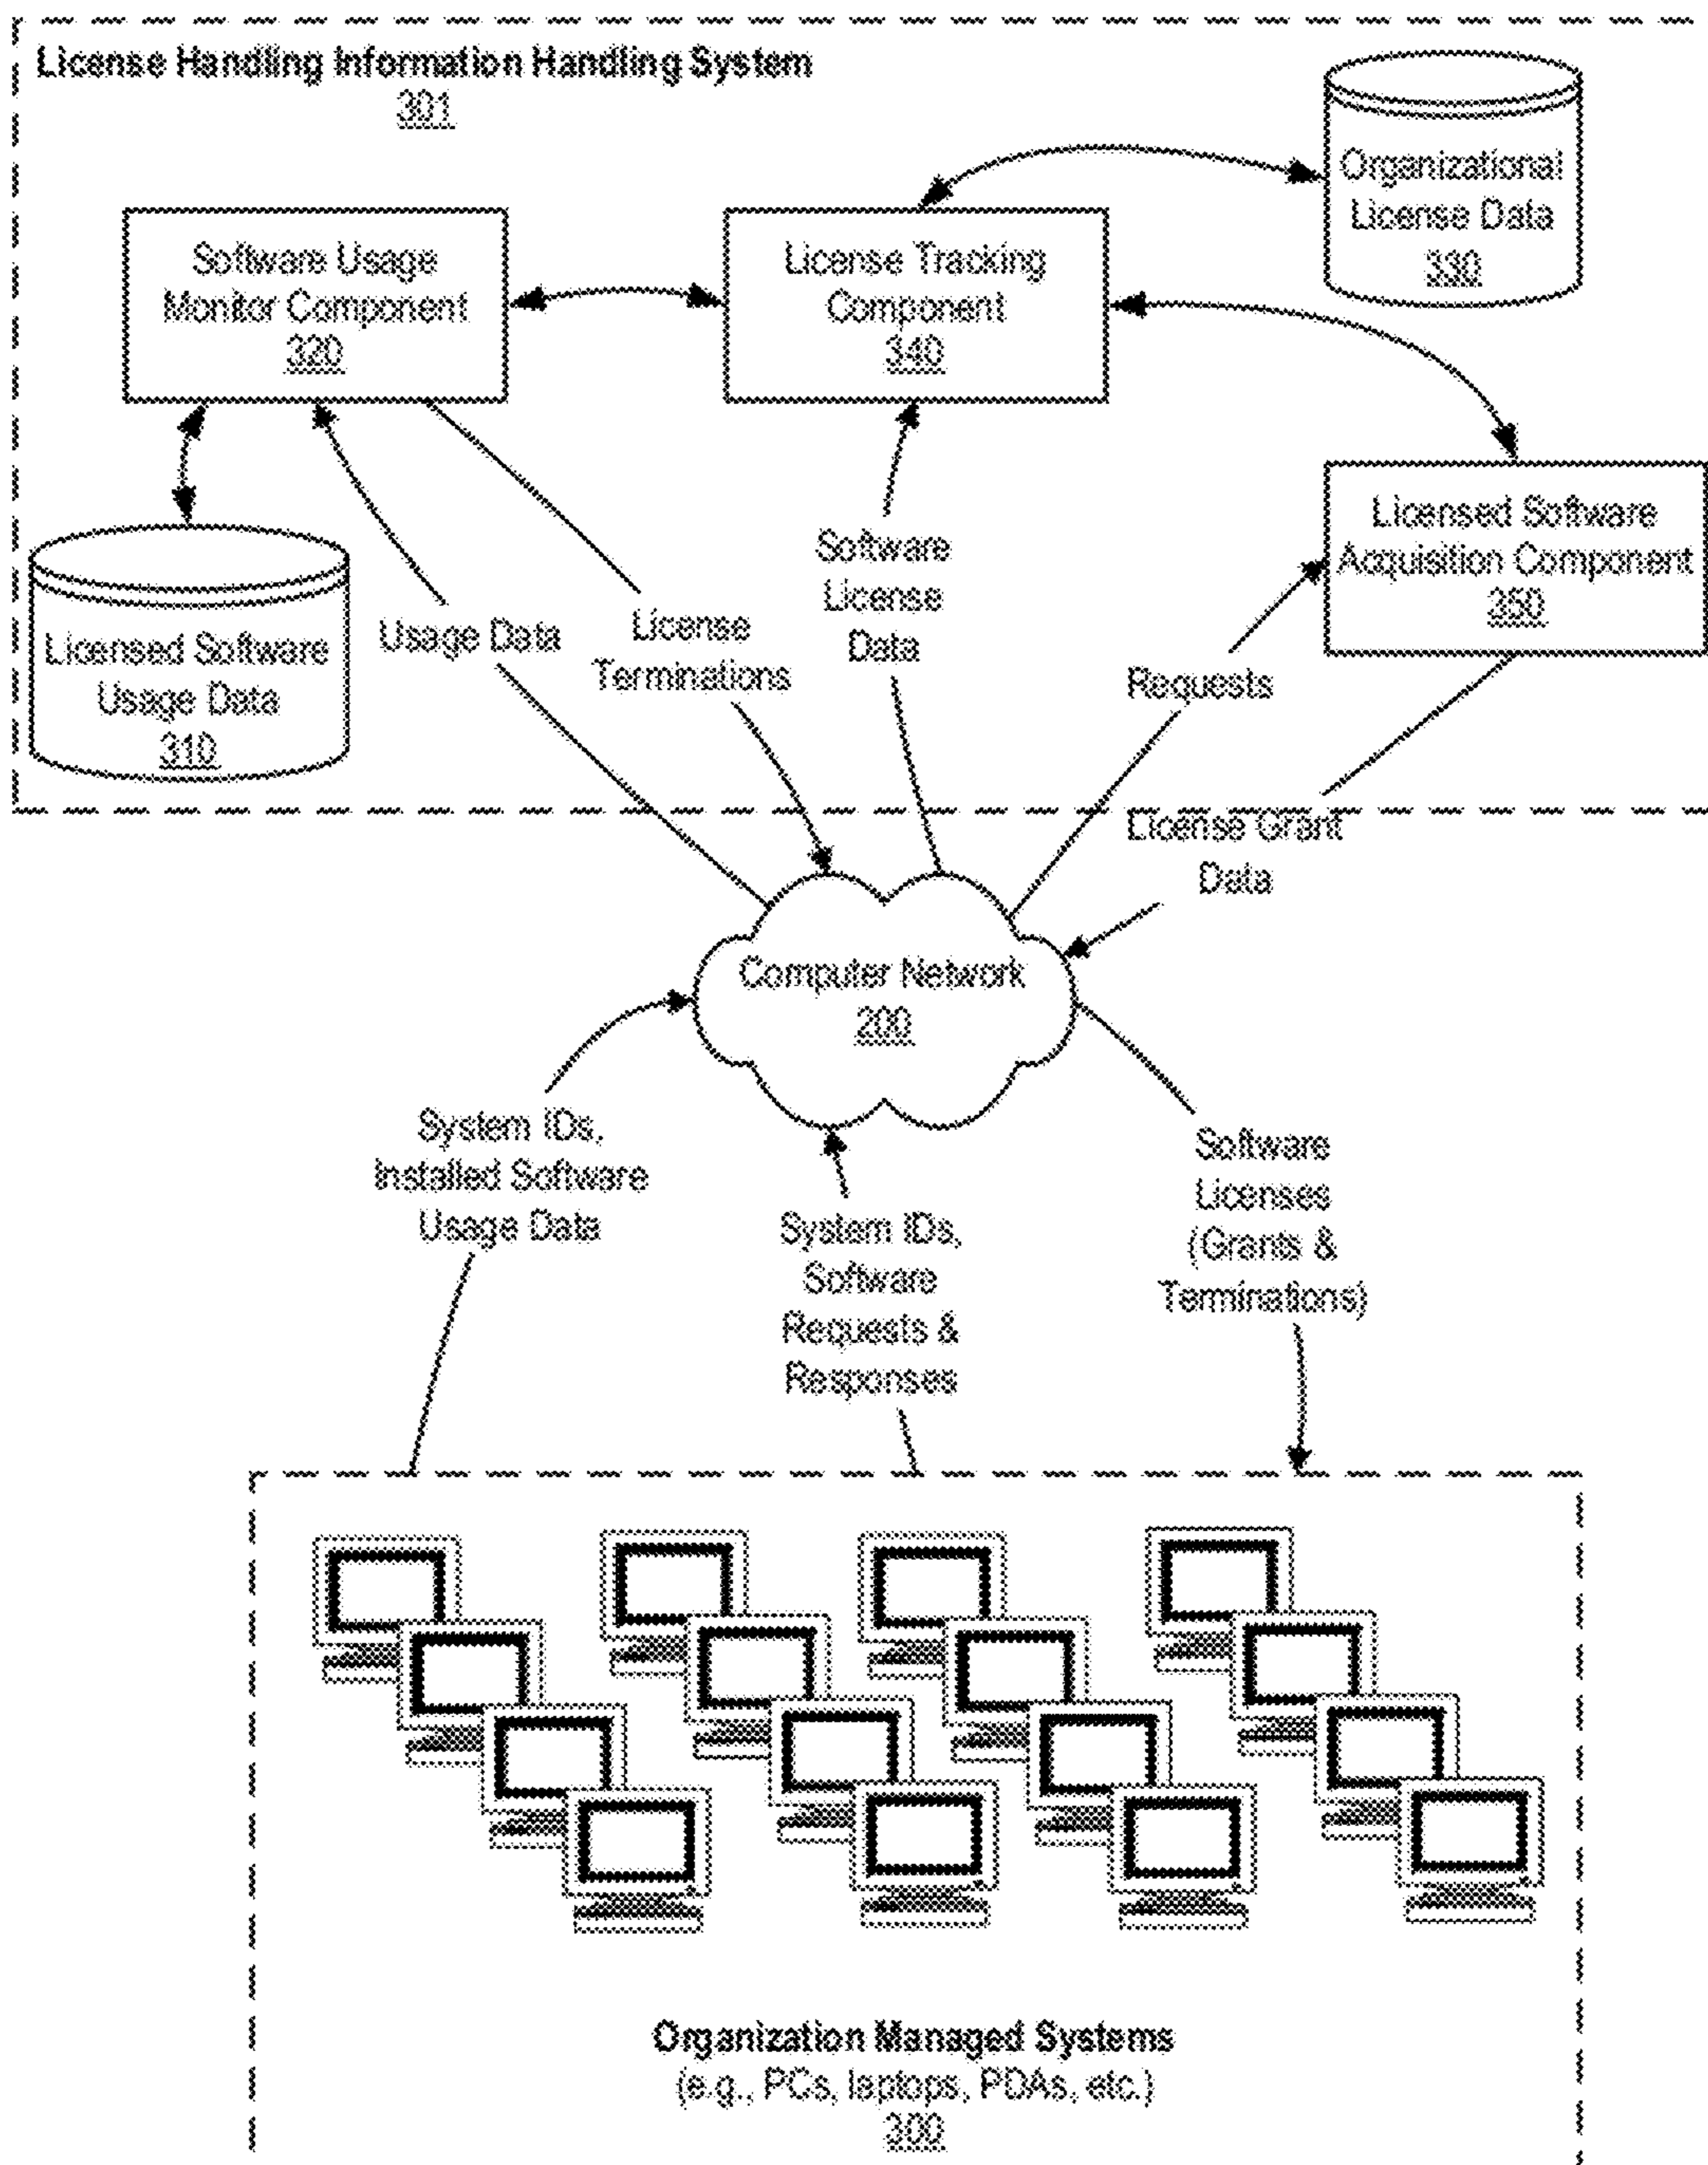 License Handling Information Handling System
301
Organizational
License Data
330
Software Usage
Monitor Component
320
License Tracking
Component
340
Licensed Software
Acquisition Component
350
Licensed Software
Usage Data
310
Usage Data
License
Terminations
Software
License
Data
Requests
License Grant
Data
Computer Network
200
System IDs,
Installed Software
Usage Data
System IDs,
Software
Requests &
Responses
Software
Licenses
(Grants &
Terminations)
Organization Managed Systems
(e.g., PCs, laptops, PDAs, etc.)
300